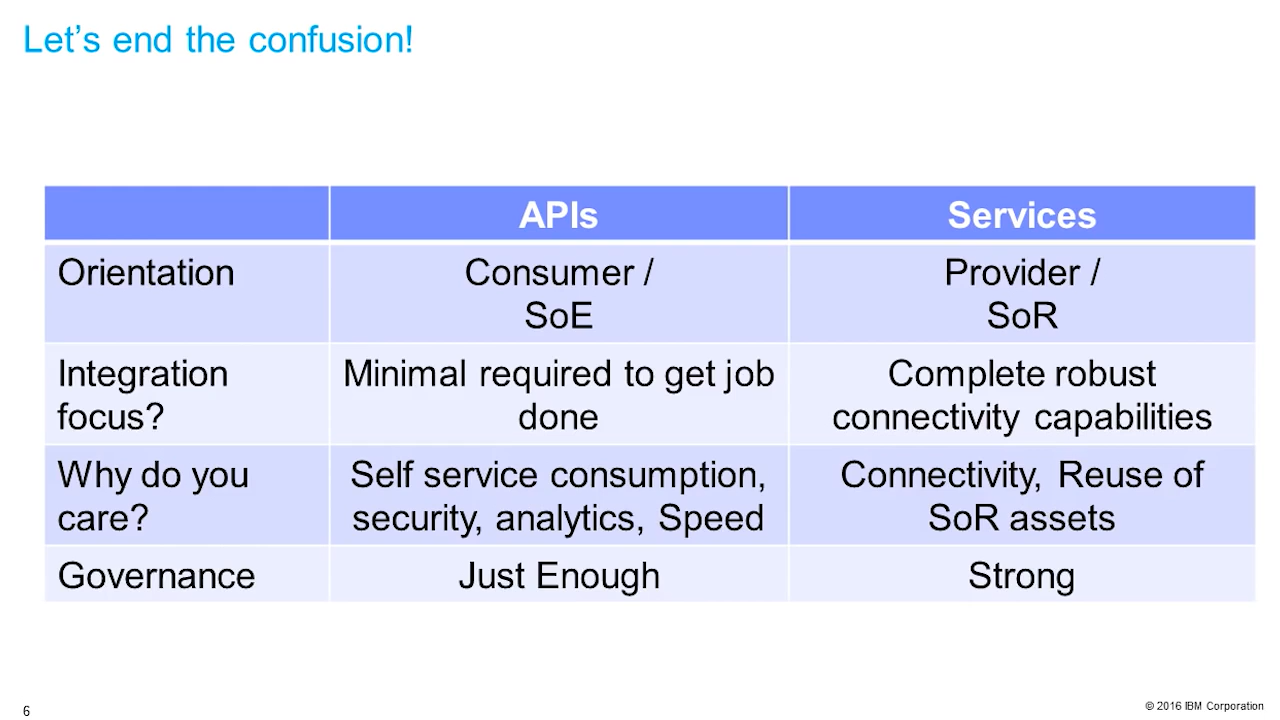 Let's end the confusion!
APIs
Services
Orientation
Consumer /
SoE
Provider /
SoR
Integration
focus?
Minimal required to get job
done
Complete robust
connectivity capabilities
Why do you
care?
Self service consumption,
security, analytics, Speed
Connectivity, Reuse of
SoR assets
Governance
Just Enough
Strong
6
© 2016 IBM Corporation